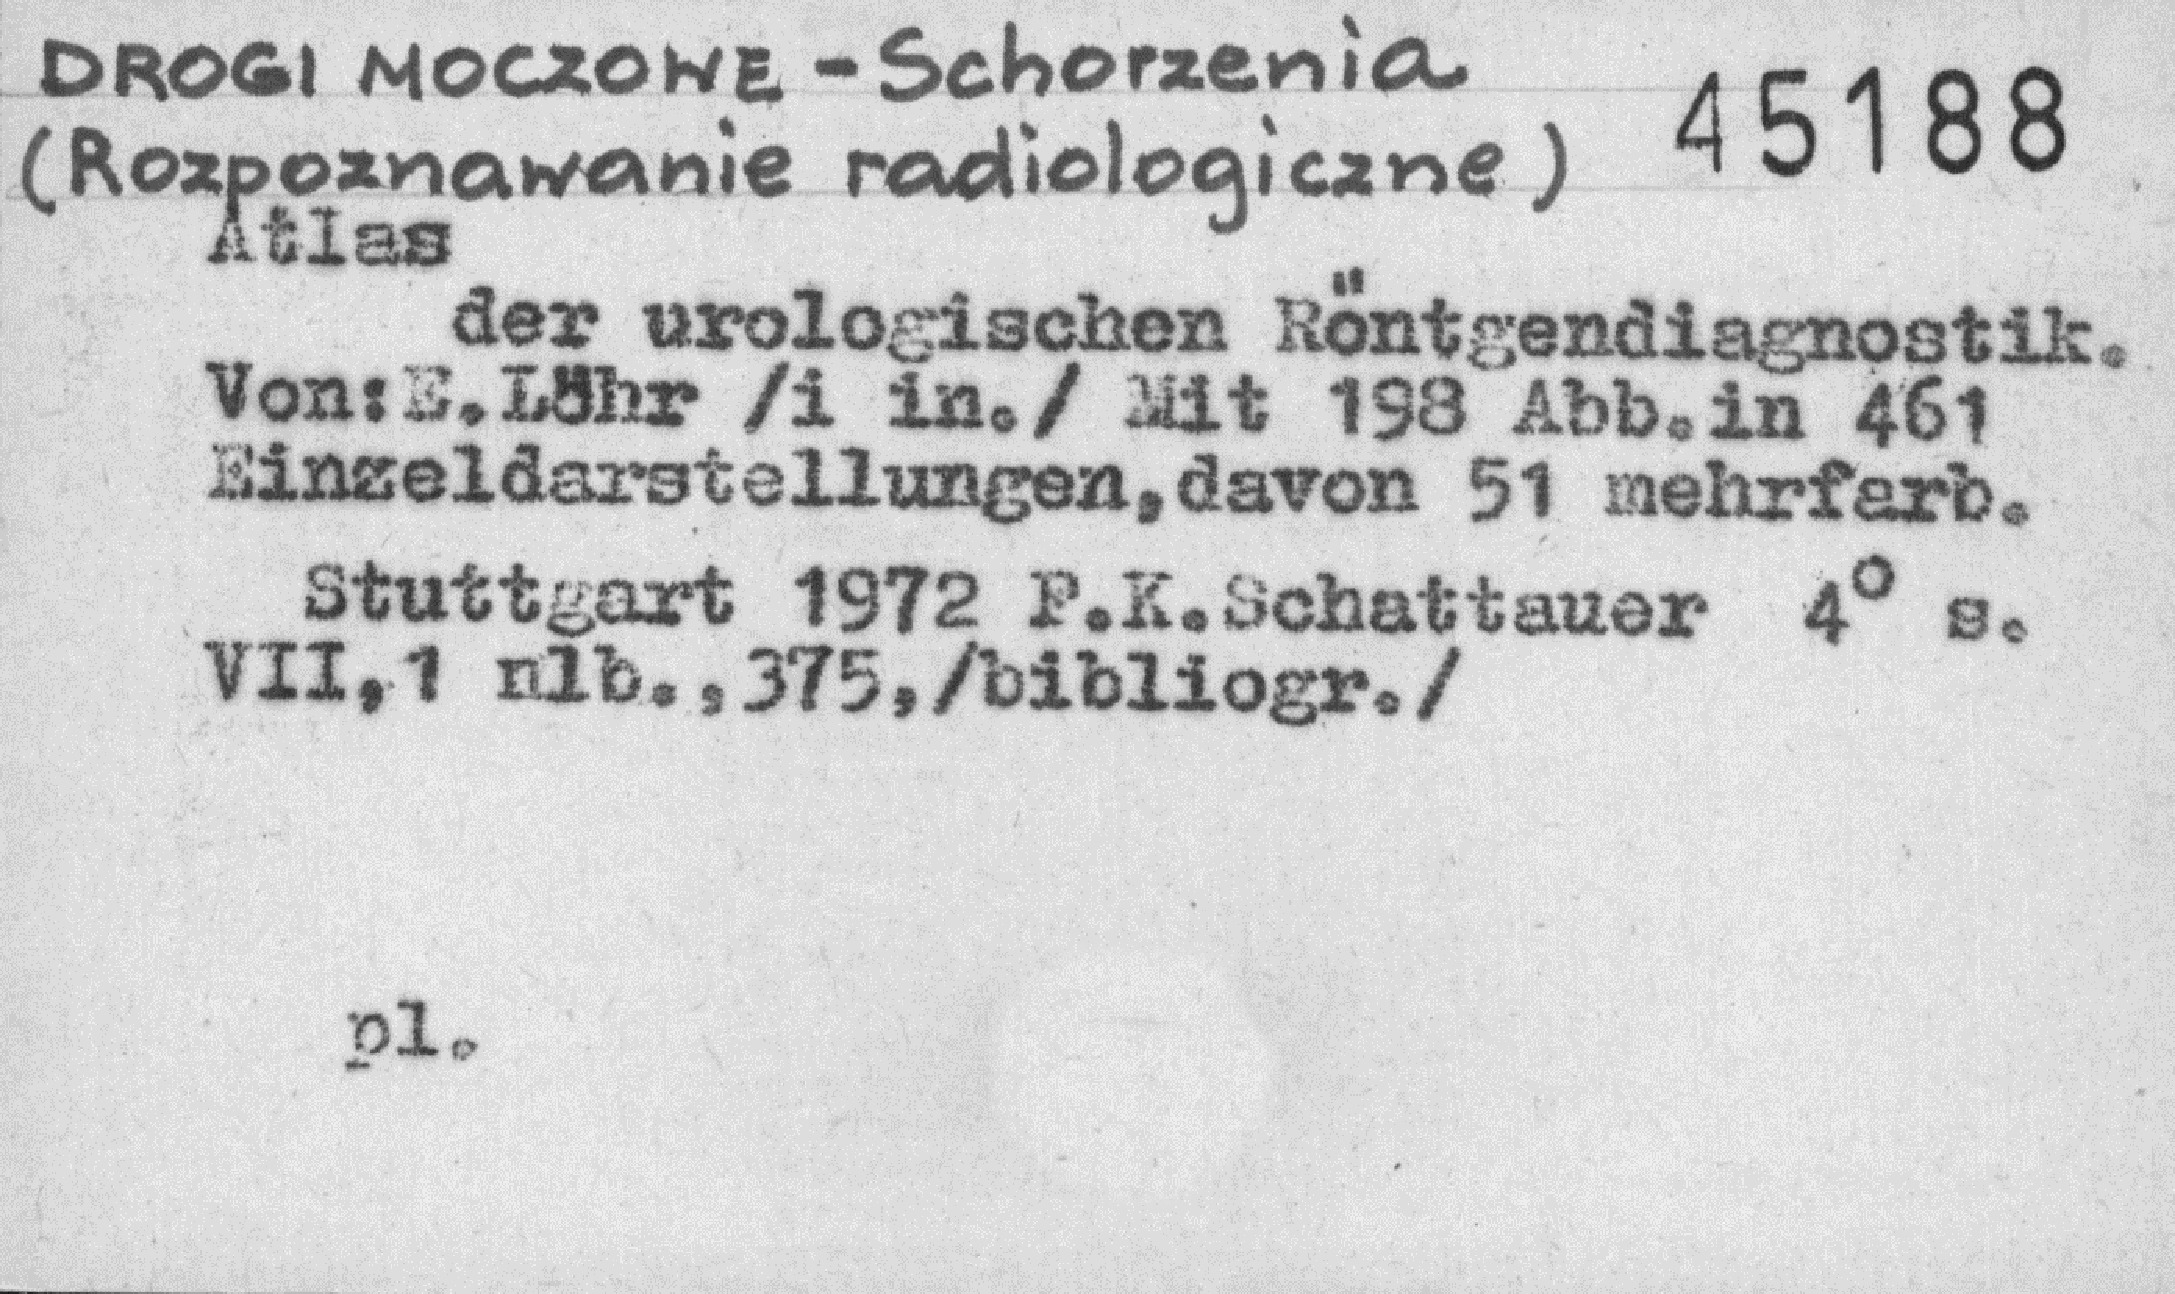 DROGI MOCZOWE - Schorzenia
45188
(Rozpoznawanie radiologiczne)
Atlas
der urologischen Röntgendiagnostik.
Von:E.Löhr /i in./ Mit 198 Abb.in 461
Einzeldarstellungen,davon 51 mehrfarb.
Stuttgart 1972 F.K.Schattauer 4° s.
VII,1 nlb.,375,/bibliogr./
pl.